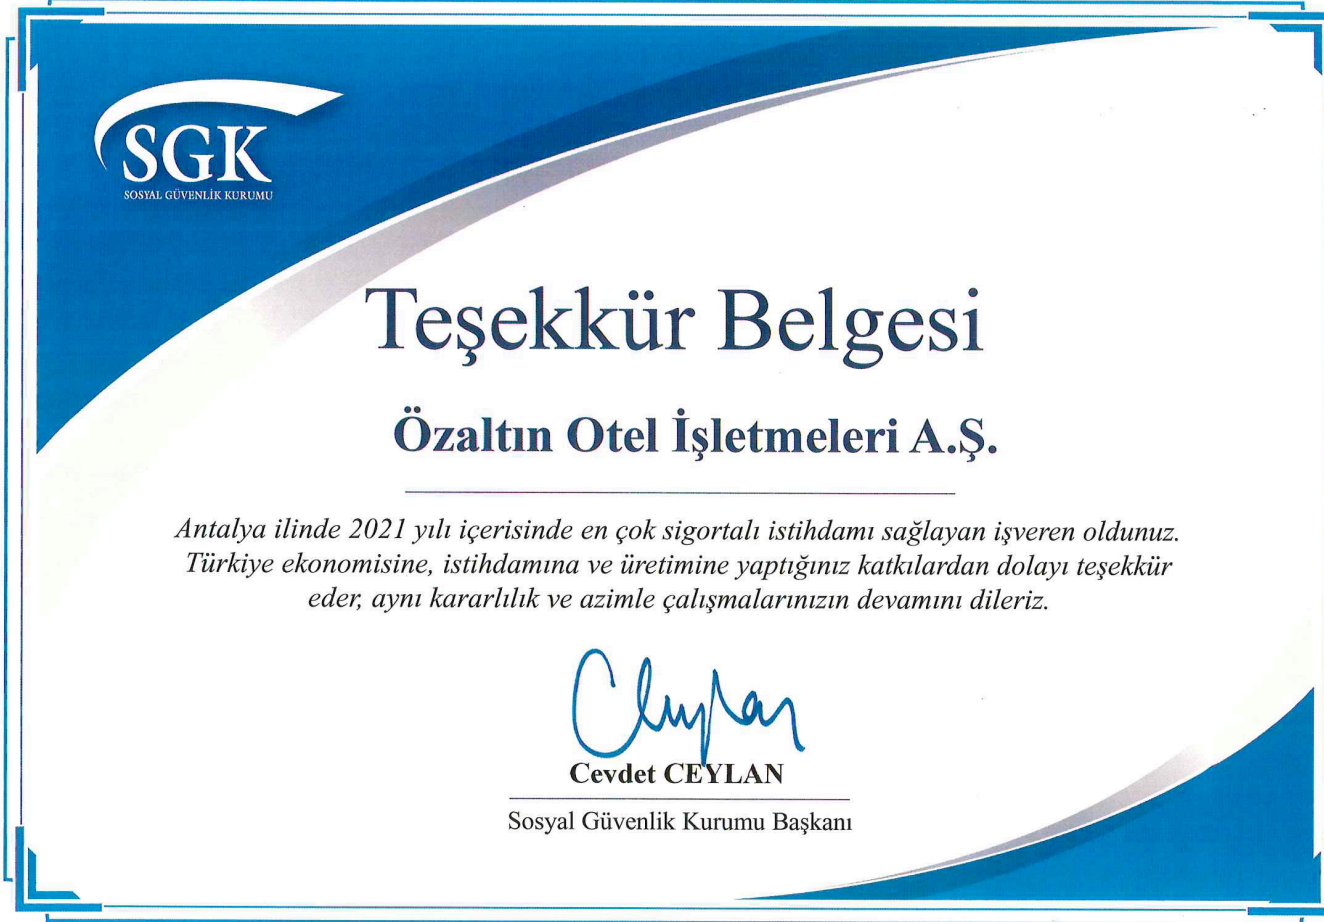 SGK
SOSYAL GÜVENLİK KURUMU
Teşekkür Belgesi
Özaltın Otel İşletmeleri A.Ş.
Antalya ilinde 2021 yılı içerisinde en çok sigortalı istihdamı sağlayan işveren oldunuz.
Türkiye ekonomisine, istihdamına ve üretimine yaptığınız katkılardan dolayı teşekkür
eder, aynı kararlılık ve azimle çalışmalarınızın devamını dileriz.
Cevdet CEYLAN
Sosyal Güvenlik Kurumu Başkanı